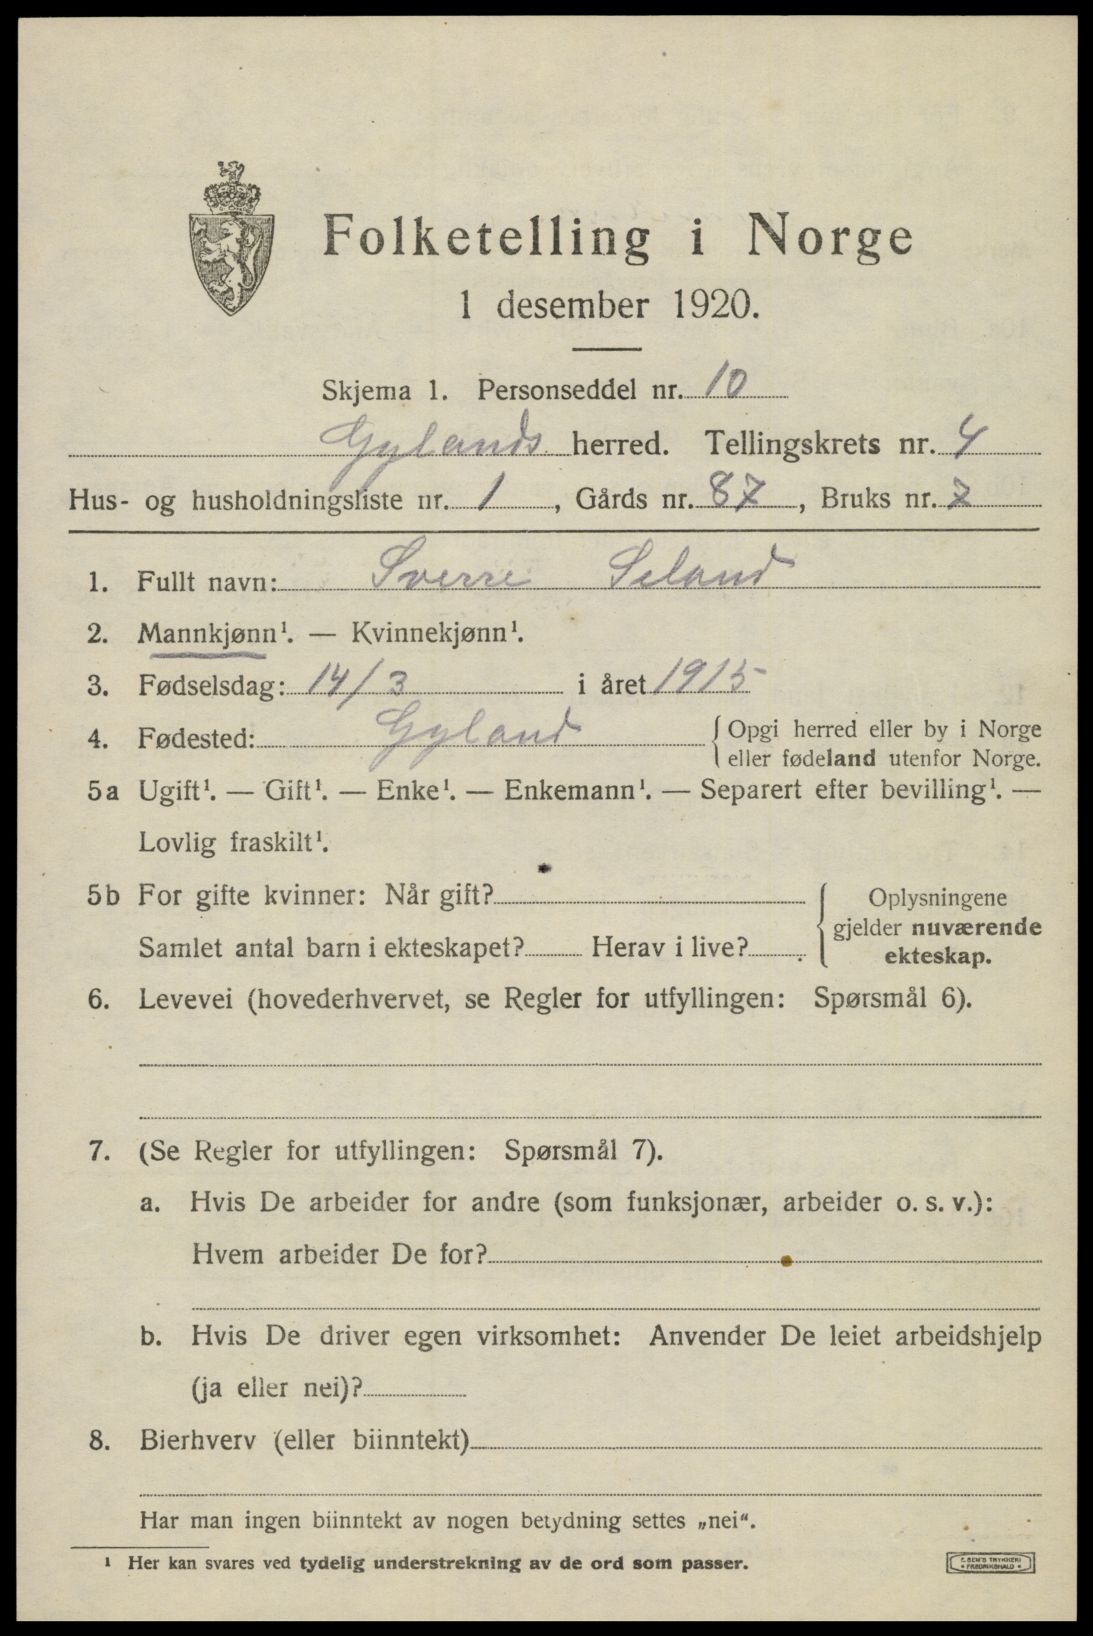 Folketelling i Norge
1 desember 1920.
Skjema 1. Personseddel nr. 10
Gylands herred. Tellingskrets nr. 4
Hus- og husholdningsliste nr. 1, Gårds nr. 87, Bruks nr. 7
1. Fullt navn: Sverre Seland
2. Mannkjønn¹. — Kvinnekjønn¹.
3. Fødselsdag: 14/3 i året 1915
4. Fødested: Gyland { Opgi herred eller by i Norge
eller fødeland utenfor Norge.
5a Ugift¹. — Gift¹. — Enke¹. — Enkemann¹. — Separert efter bevilling¹. —
Lovlig fraskilt¹.
5b For gifte kvinner: Når gift?
Samlet antal barn i ekteskapet? Herav i live?
Oplysningene
gjelder nuværende
ekteskap.
6. Levevei (hovederhvervet, se Regler for utfyllingen: Spørsmål 6).
7. (Se Regler for utfyllingen: Spørsmål 7).
a. Hvis De arbeider for andre (som funksjonær, arbeider o. s. v.):
Hvem arbeider De for?
b. Hvis De driver egen virksomhet: Anvender De leiet arbeidshjelp
(ja eller nei)?
8. Bierhverv (eller biinntekt)
Har man ingen biinntekt av nogen betydning settes „nei“.
¹ Her kan svares ved tydelig understrekning av de ord som passer.
E. SEM'S TRYKKERI
• FREDRIKSHALD •